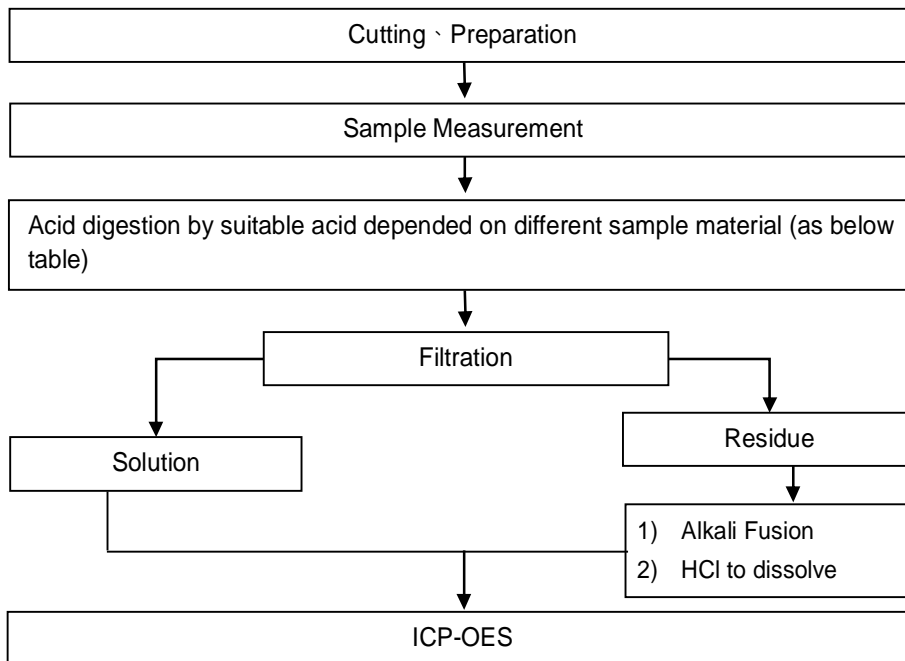 Cutting、Preparation
Sample Measurement
Acid digestion by suitable acid depended on different sample material (as below
table)
Filtration
Solution
Residue
1) Alkali Fusion
2) HCl to dissolve
ICP-OES